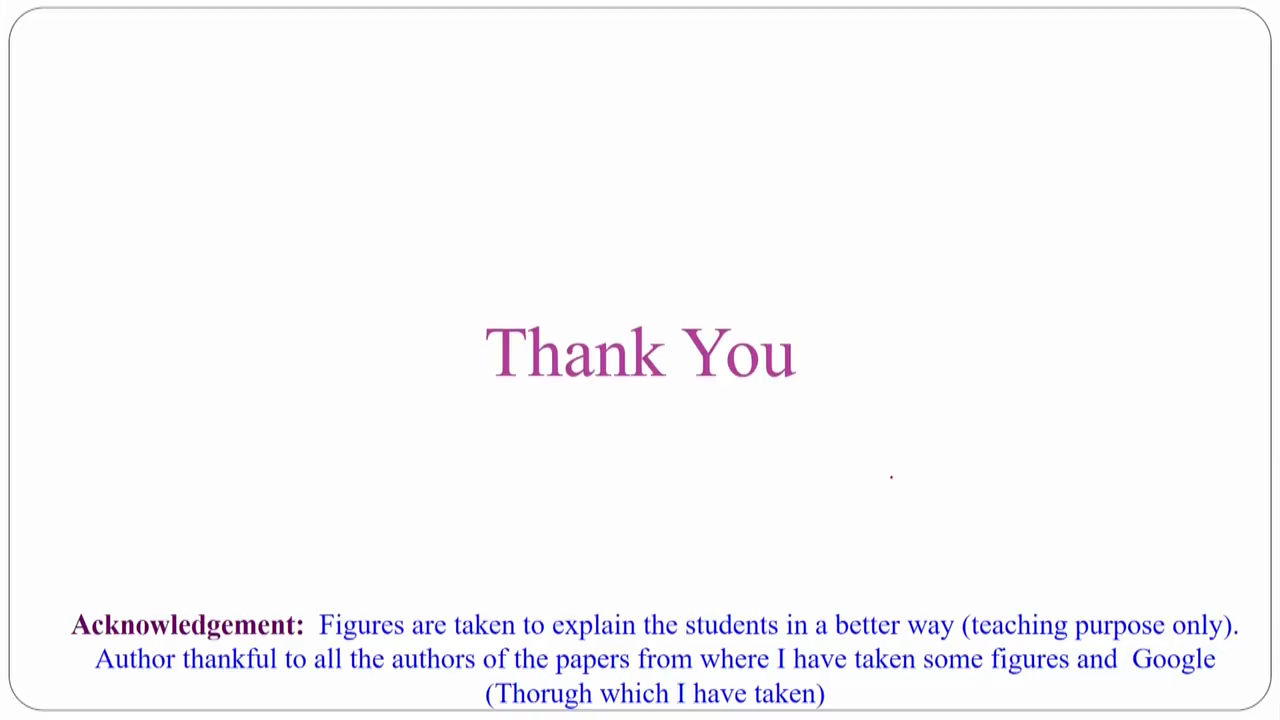 Thank You
Acknowledgement: Figures are taken to explain the students in a better way (teaching purpose only).
Author thankful to all the authors of the papers from where I have taken some figures and Google
(Thorugh which I have taken)